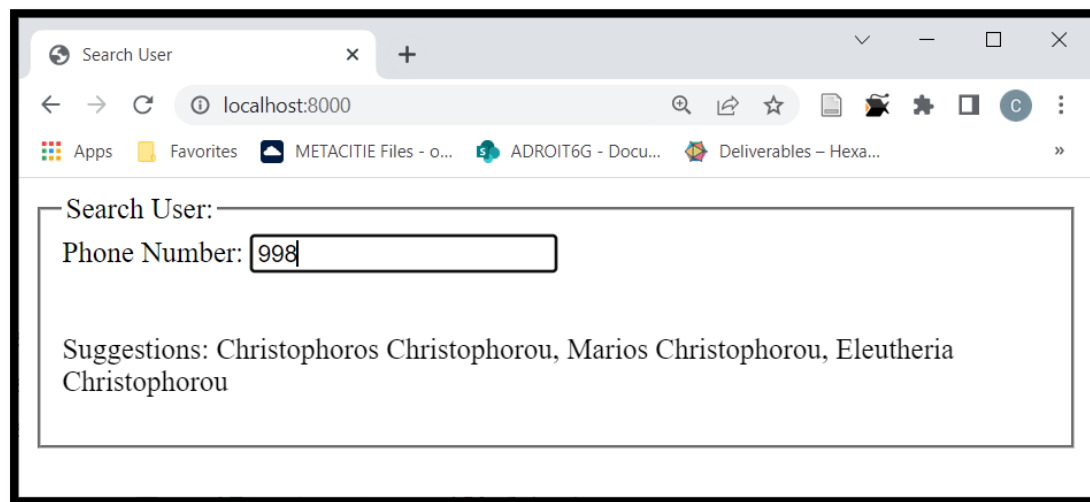 Search User
localhost:8000
Apps Favorites METACITIE Files - o... ADROIT6G - Docu... Deliverables – Hexa... »
Search User:
Phone Number: 998
Suggestions: Christophoros Christophorou, Marios Christophorou, Eleutheria
Christophorou
C